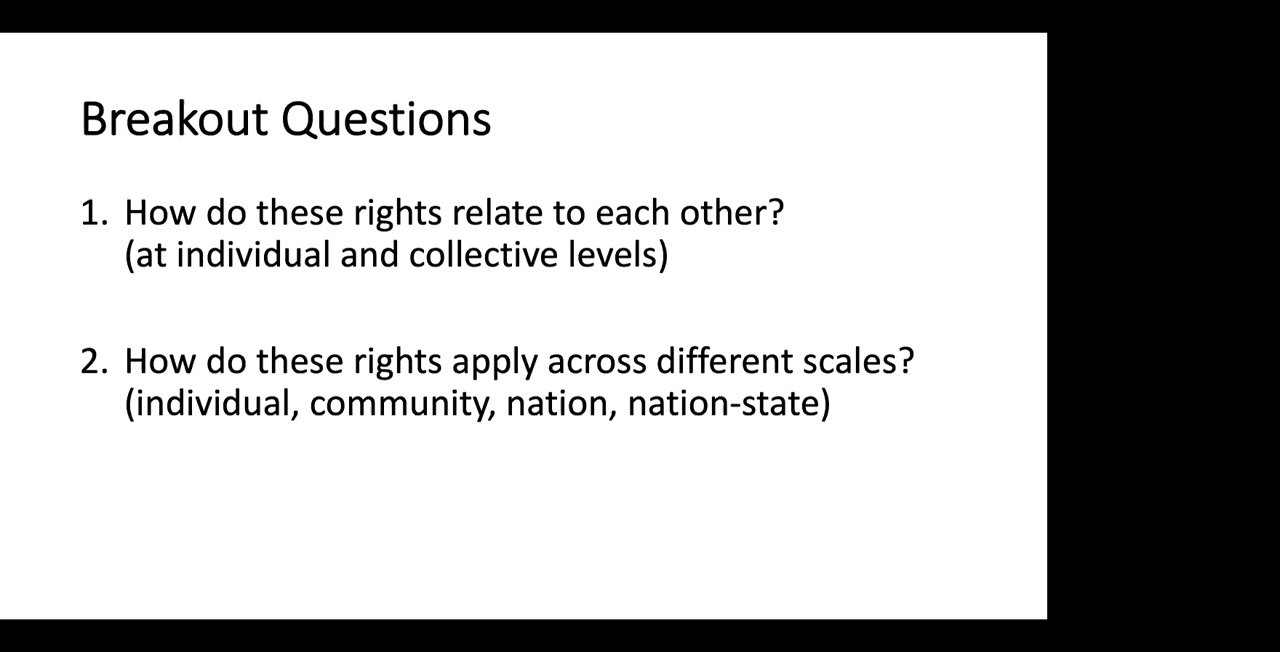 Breakout Questions
1. How do these rights relate to each other?
(at individual and collective levels)
2. How do these rights apply across different scales?
(individual, community, nation, nation-state)